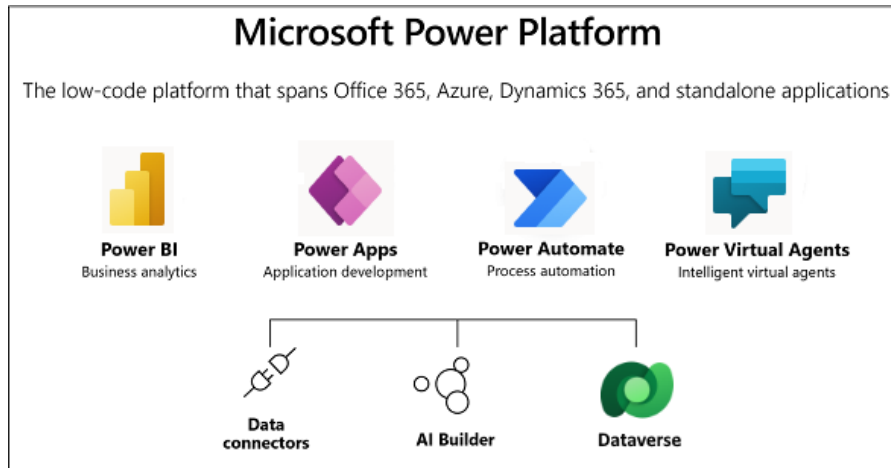 Microsoft Power Platform
The low-code platform that spans Office 365, Azure, Dynamics 365, and standalone applications
Power BI
Business analytics
Power Apps
Application development
Power Automate
Process automation
Power Virtual Agents
Intelligent virtual agents
Data
connectors
AI Builder
Dataverse